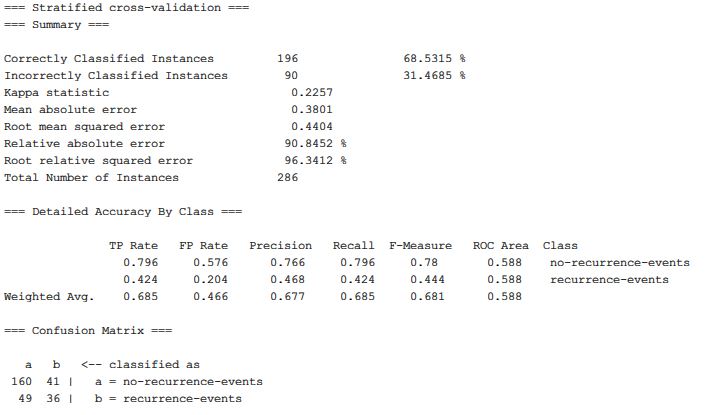 === Stratified cross-validation ===
=== Summary ===
Correctly Classified Instances 196 68.5315 %
Incorrectly Classified Instances 90 31.4685 %
Kappa statistic 0.2257
Mean absolute error 0.3801
Root mean squared error 0.4404
Relative absolute error 90.8452 %
Root relative squared error 96.3412 %
Total Number of Instances 286
=== Detailed Accuracy By Class ===
TP Rate FP Rate Precision Recall F-Measure ROC Area Class
0.796 0.576 0.766 0.796 0.78 0.588 no-recurrence-events
0.424 0.204 0.468 0.424 0.444 0.588 recurrence-events
Weighted Avg. 0.685 0.466 0.677 0.685 0.681 0.588
=== Confusion Matrix ===
a b <-- classified as
160 41 | a = no-recurrence-events
49 36 | b = recurrence-events